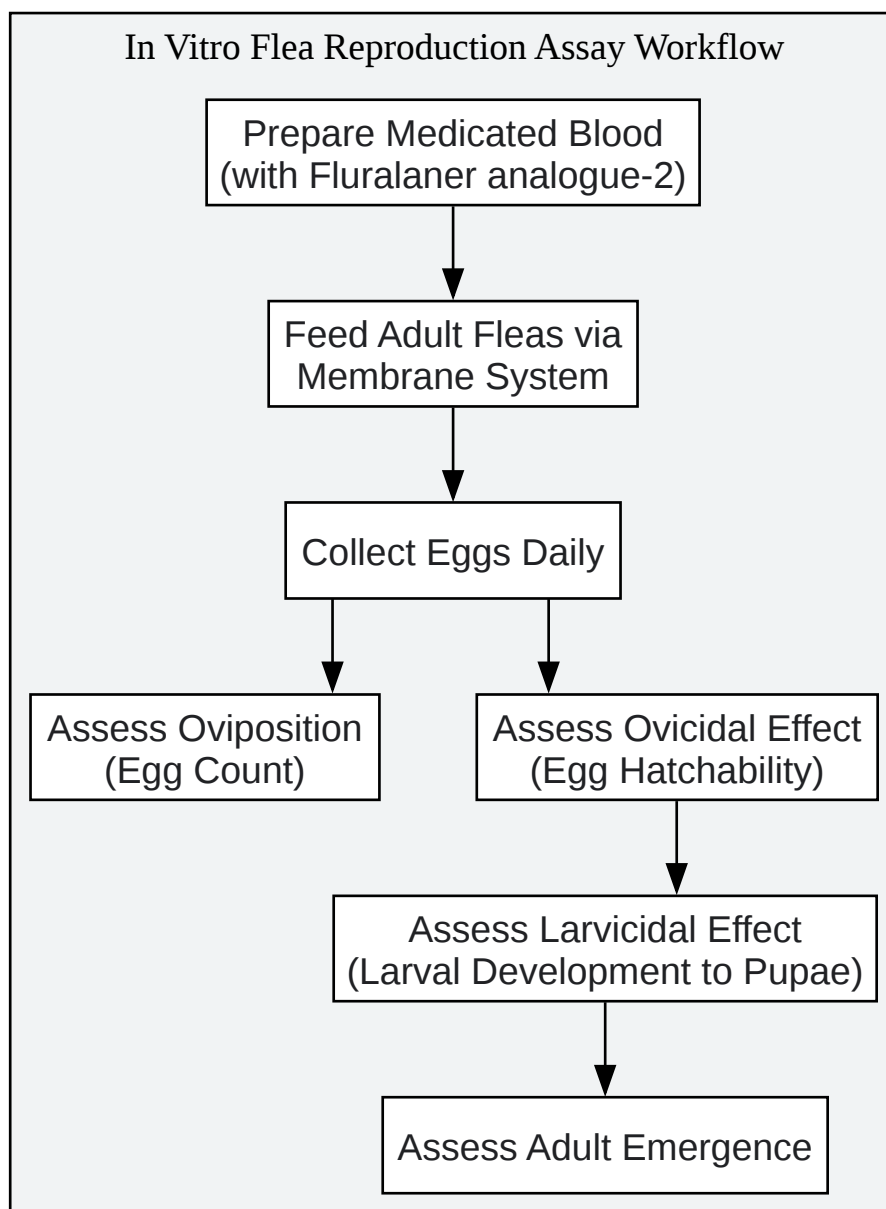 In Vitro Flea Reproduction Assay Workflow
Prepare Medicated Blood
(with Fluralaner analogue-2)
Feed Adult Fleas via
Membrane System
Collect Eggs Daily
Assess Oviposition
(Egg Count)
Assess Ovicidal Effect
(Egg Hatchability)
Assess Larvicidal Effect
(Larval Development to Pupae)
Assess Adult Emergence